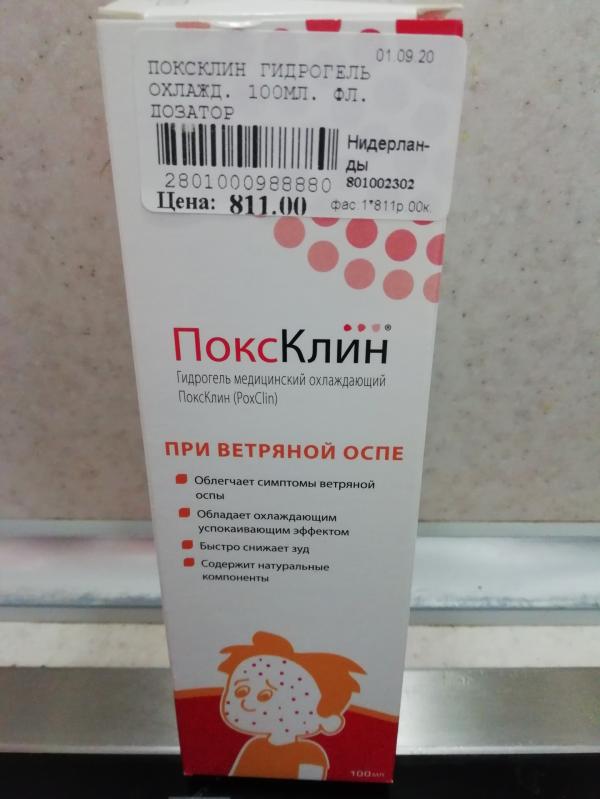 01.09.20
ПОКСКЛИН ГИДРОГЕЛЬ
ОХЛАЖД. 100МЛ. ФЛ.
ДОЗАТОР
Нидерлан-
ды
2801000988880 801002302
Цена: 811.00 фас.1*811р.00к.
ПоксКлин®
Гидрогель медицинский охлаждающий
ПоксКлин (PoxClin)
ПРИ ВЕТРЯНОЙ ОСПЕ
Облегчает симптомы ветряной
оспы
Обладает охлаждающим
успокаивающим эффектом
Быстро снижает зуд
Содержит натуральные
компоненты
100мл